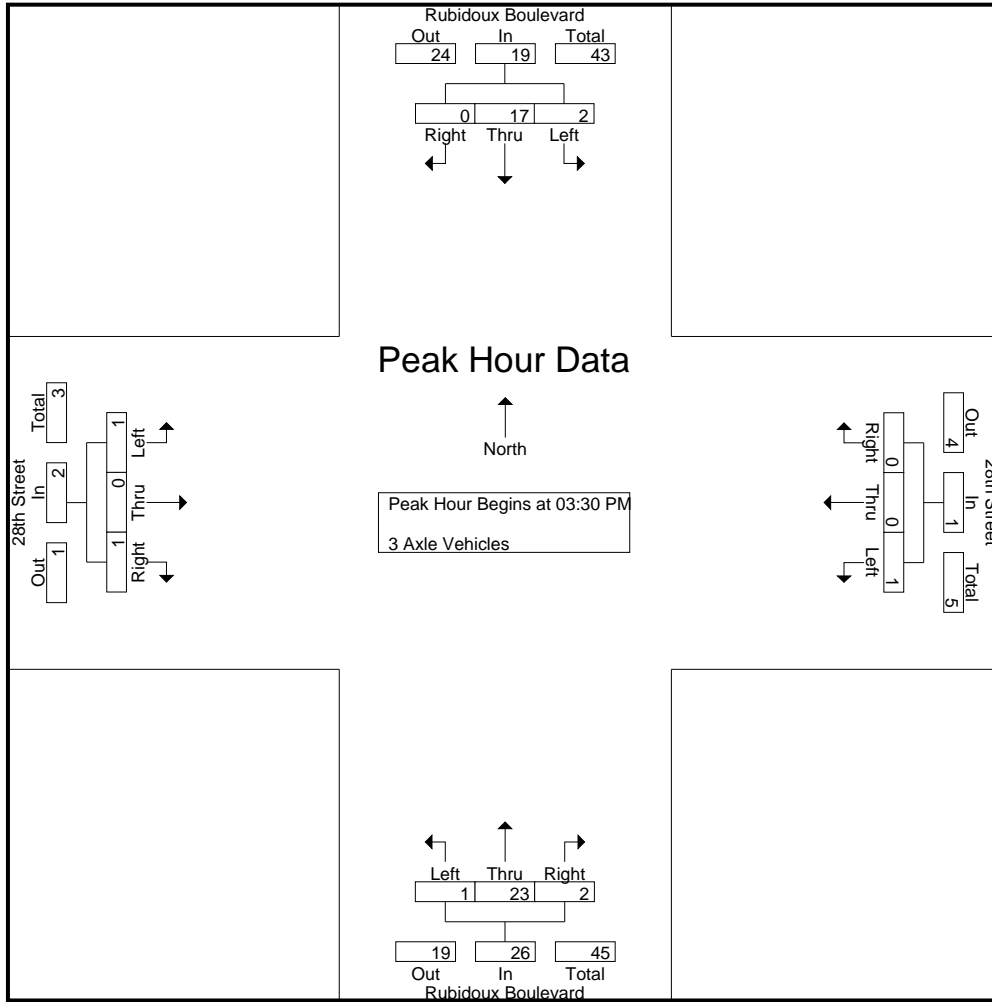 Rubidoux Boulevard
Out In Total
24 19 43
0 17 2
Right Thru Left
Peak Hour Data
North
Peak Hour Begins at 03:30 PM
3 Axle Vehicles
28th Street
Total In Out
3 2 1
1 0 1
Left Thru Right
28th Street
Out In Total
4 1 5
0 0 1
Right Thru Left
Left Thru Right
1 23 2
19 26 45
Out In Total
Rubidoux Boulevard